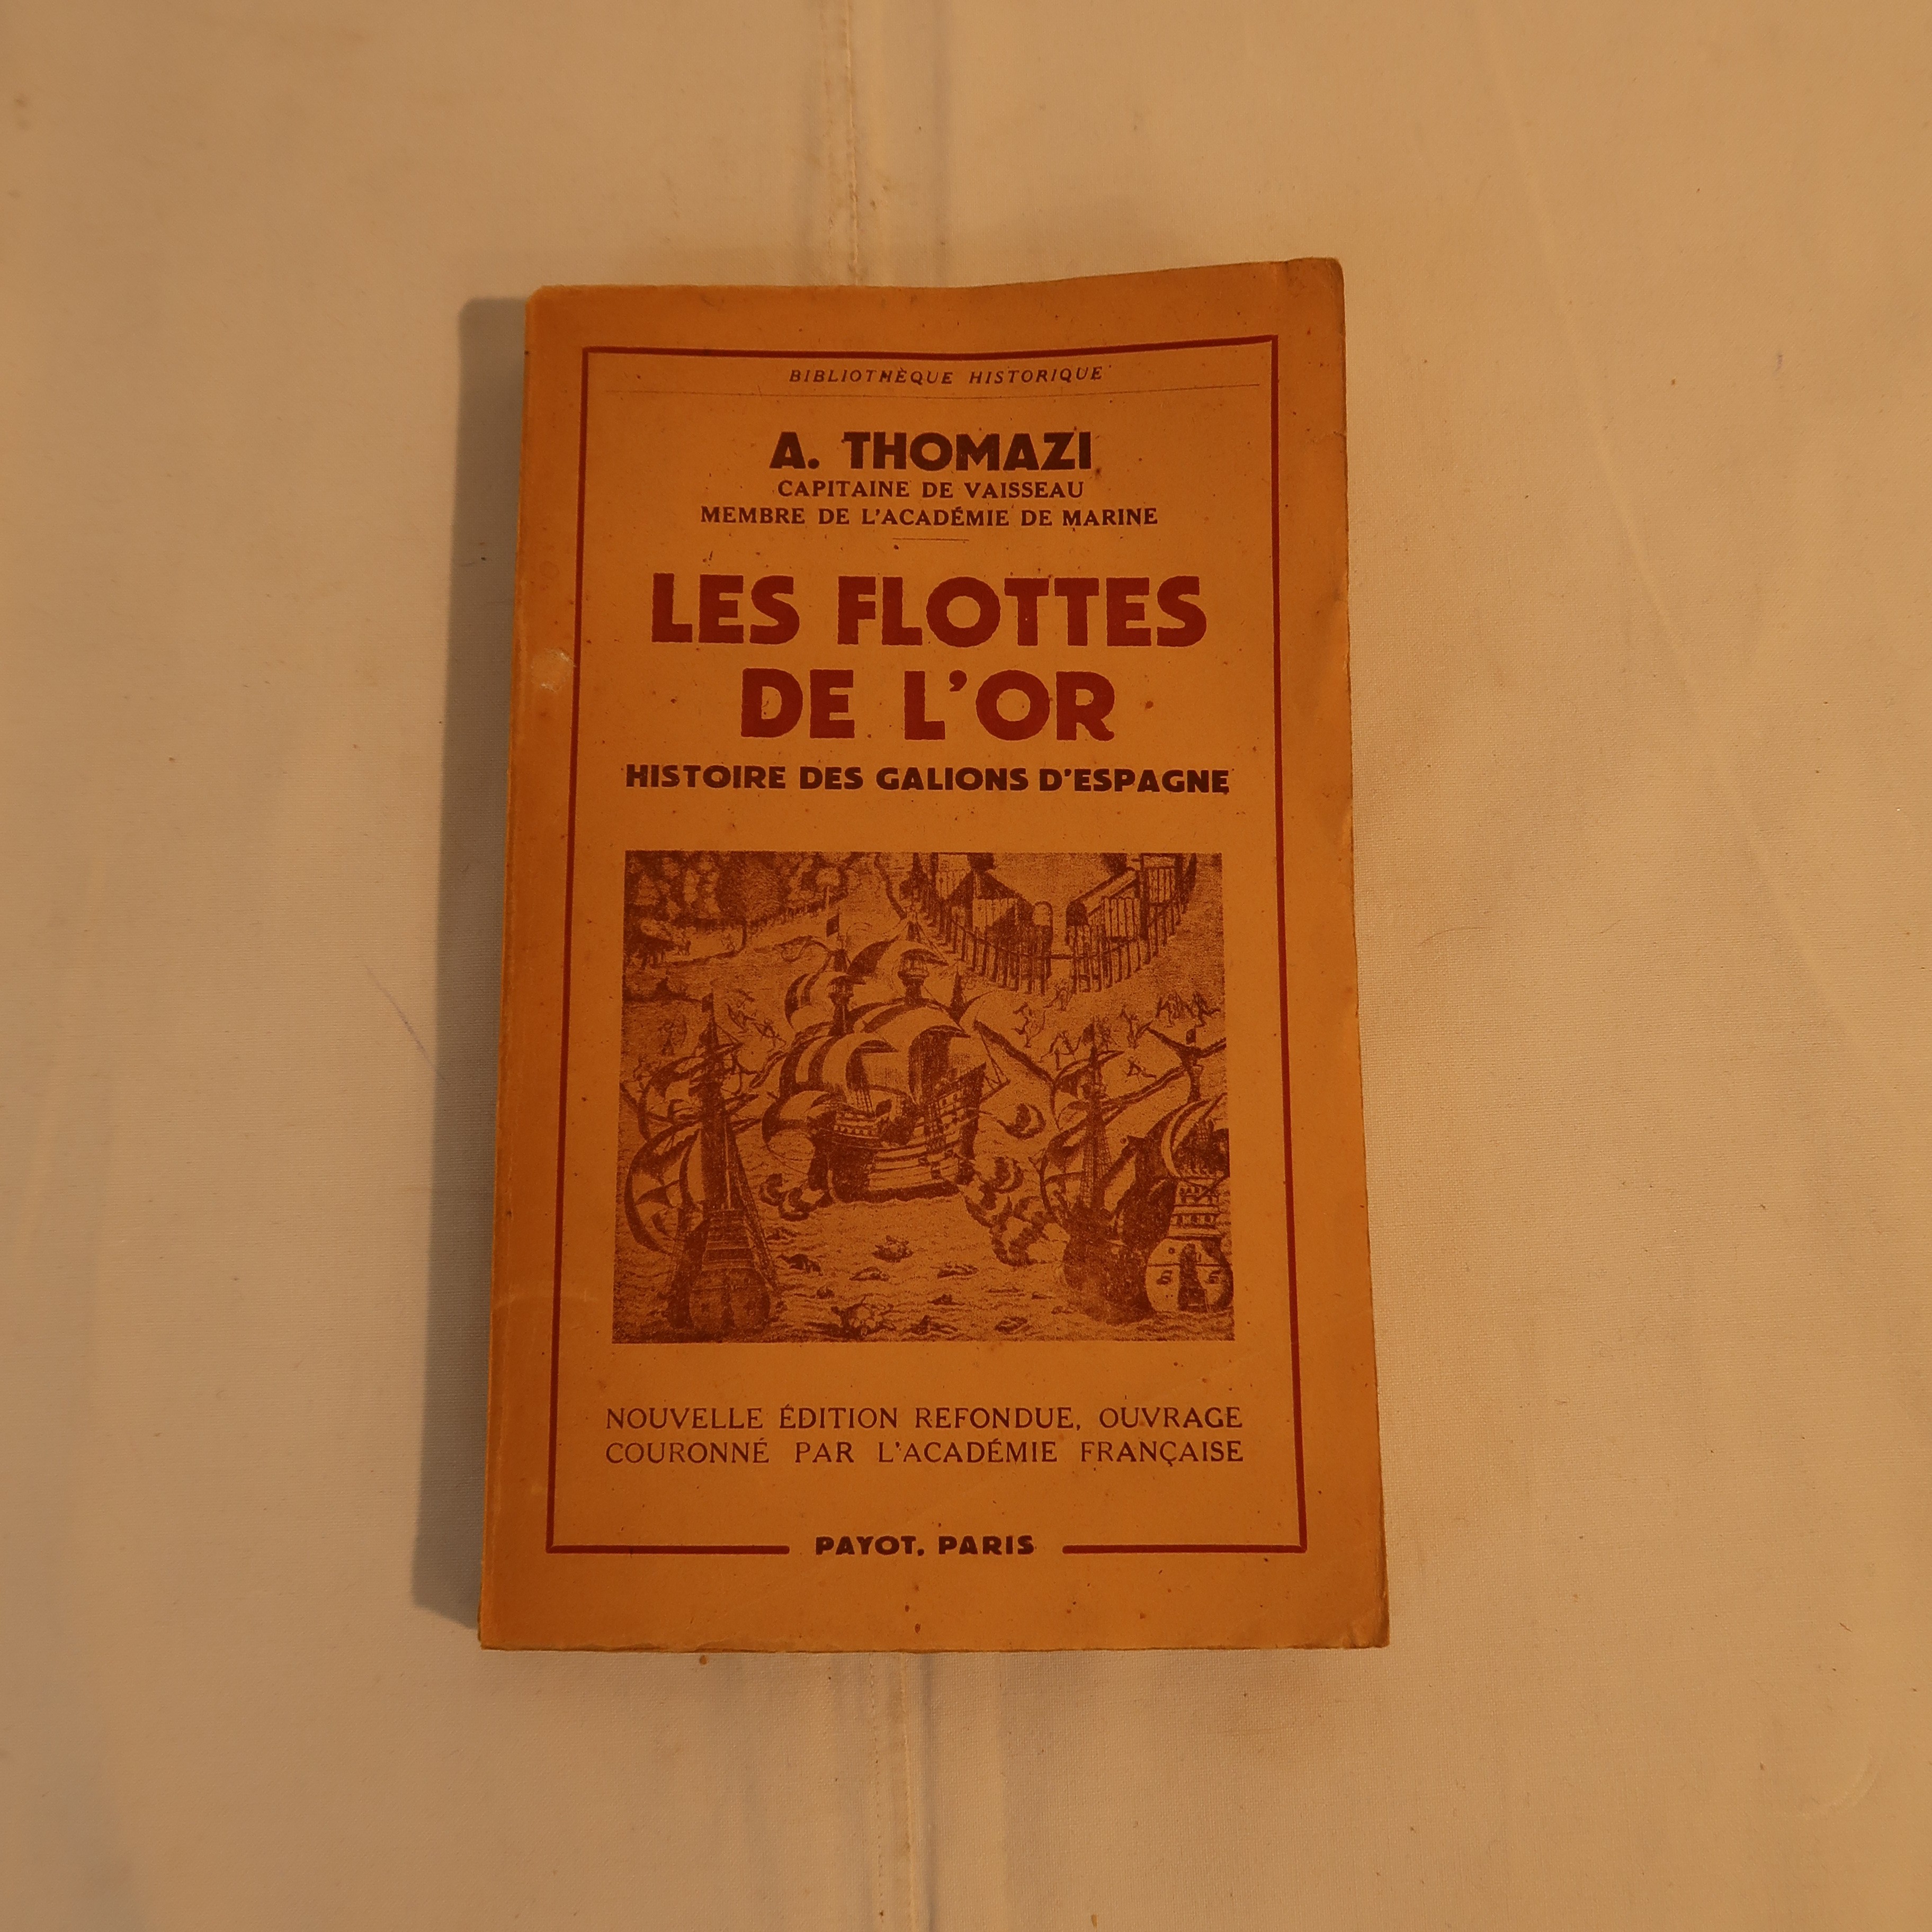 BIBLIOTHÈQUE HISTORIQUE
A. THOMAZI
CAPITAINE DE VAISSEAU
MEMBRE DE L'ACADÉMIE DE MARINE
LES FLOTTES
DE L'OR
HISTOIRE DES GALIONS D'ESPAGNE
NOUVELLE ÉDITION REFONDUE, OUVRAGE
COURONNÉ PAR L'ACADÉMIE FRANÇAISE
PAYOT, PARIS